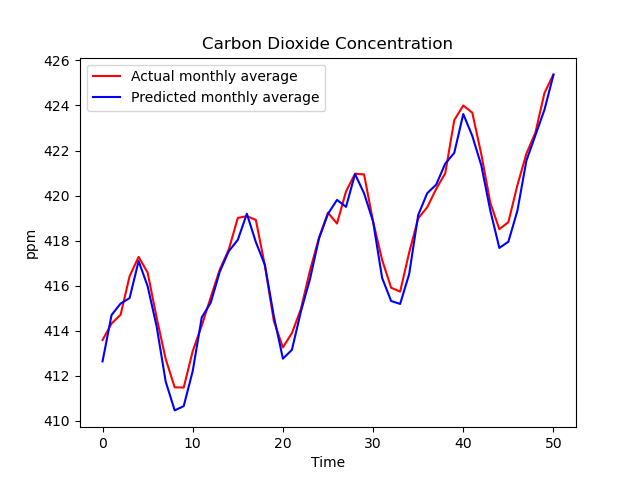 Carbon Dioxide Concentration
Actual monthly average
Predicted monthly average
426
424
422
420
418
416
414
412
410
ppm
0 10 20 30 40 50
Time